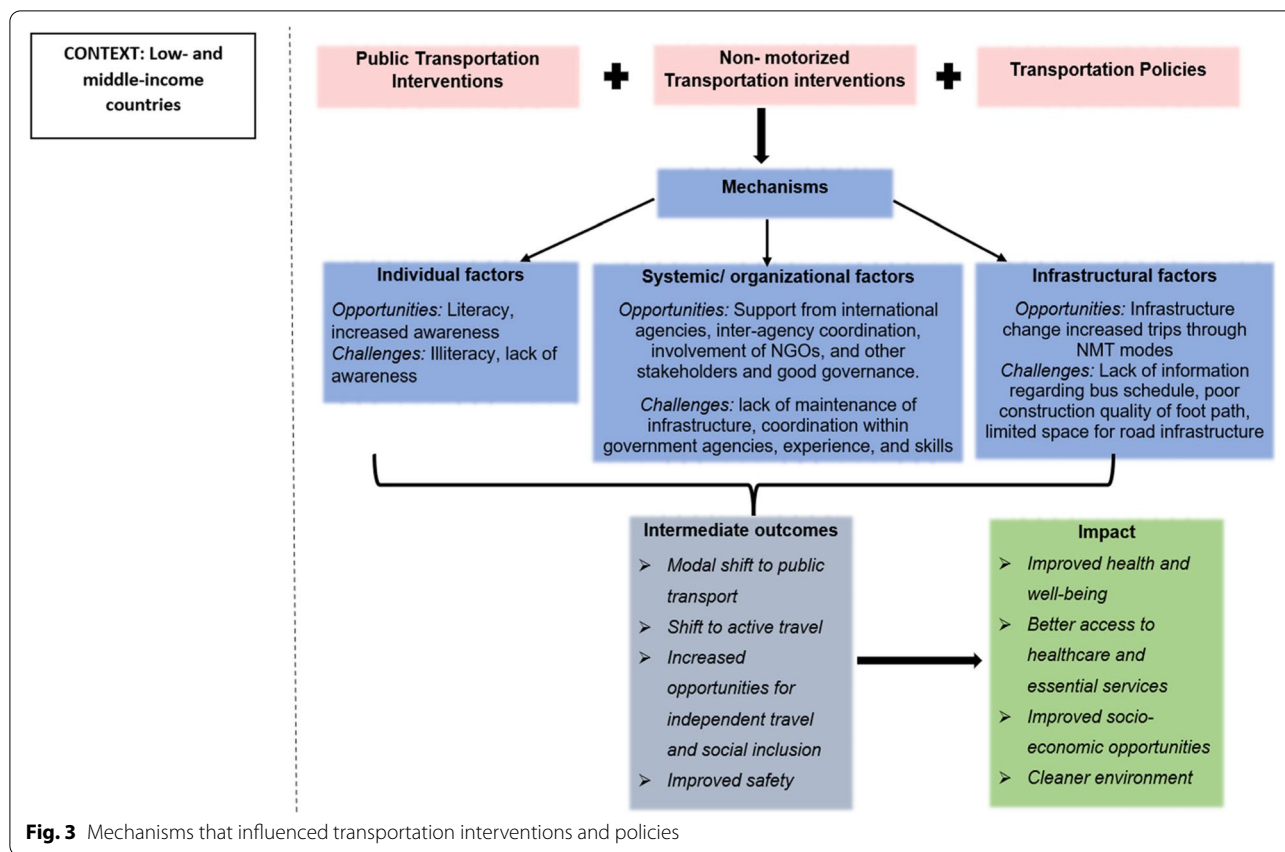 CONTEXT: Low- and
middle-income
countries
Public Transportation
Interventions
Non- motorized
Transportation interventions
Transportation Policies
Mechanisms
Individual factors
Opportunities: Literacy,
increased awareness
Challenges: Illiteracy, lack of
awareness
Systemic/ organizational factors
Opportunities: Support from international
agencies, inter-agency coordination,
involvement of NGOs, and other
stakeholders and good governance.
Challenges: lack of maintenance of
infrastructure, coordination within
government agencies, experience, and skills
Infrastructural factors
Opportunities: Infrastructure
change increased trips through
NMT modes
Challenges: Lack of information
regarding bus schedule, poor
construction quality of foot path,
limited space for road infrastructure
Intermediate outcomes
➢ Modal shift to public
transport
➢ Shift to active travel
➢ Increased
opportunities for
independent travel
and social inclusion
➢ Improved safety
Impact
➢ Improved health and
well-being
➢ Better access to
healthcare and
essential services
➢ Improved socio-
economic opportunities
➢ Cleaner environment
Fig. 3 Mechanisms that influenced transportation interventions and policies